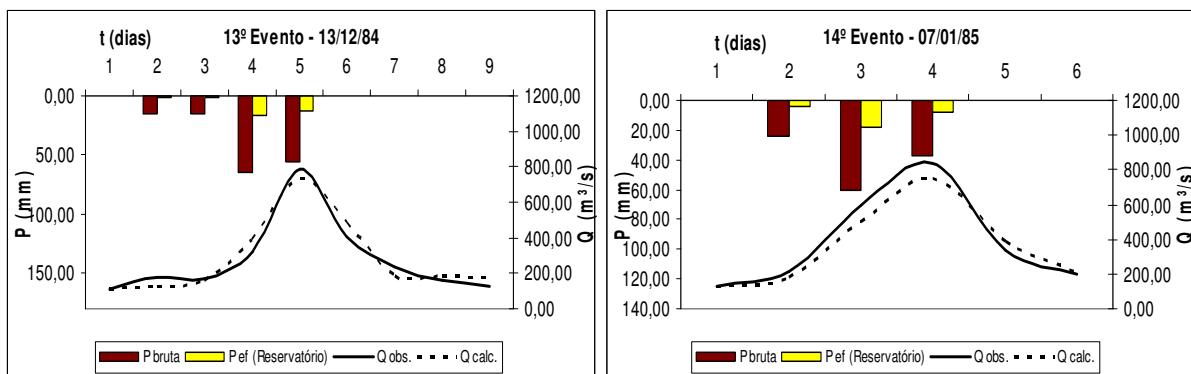 t (dias) 13º Evento - 13/12/84
1 2 3 4 5 6 7 8 9
0,00
50,00
100,00
150,00
P (mm)
1200,00
1000,00
800,00
600,00
400,00
200,00
0,00
Q (m³/s)
P bruta P ef (Reservatório) Q obs. Q calc.
t (dias) 14º Evento - 07/01/85
1 2 3 4 5 6
0,00
20,00
40,00
60,00
80,00
100,00
120,00
140,00
P (mm)
1200,00
1000,00
800,00
600,00
400,00
200,00
0,00
Q (m³/s)
P bruta P ef (Reservatório) Q obs. Q calc.